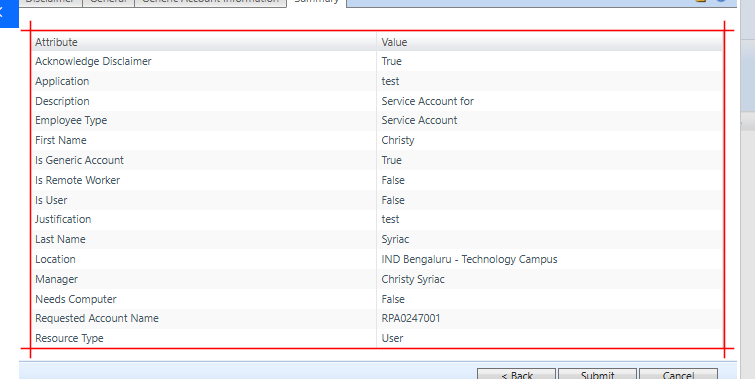 Disclaimer General Generic Account Information Summary
Attribute Value
Acknowledge Disclaimer True
Application test
Description Service Account for
Employee Type Service Account
First Name Christy
Is Generic Account True
Is Remote Worker False
Is User False
Justification test
Last Name Syriac
Location IND Bengaluru - Technology Campus
Manager Christy Syriac
Needs Computer False
Requested Account Name RPA0247001
Resource Type User
< Back Submit Cancel